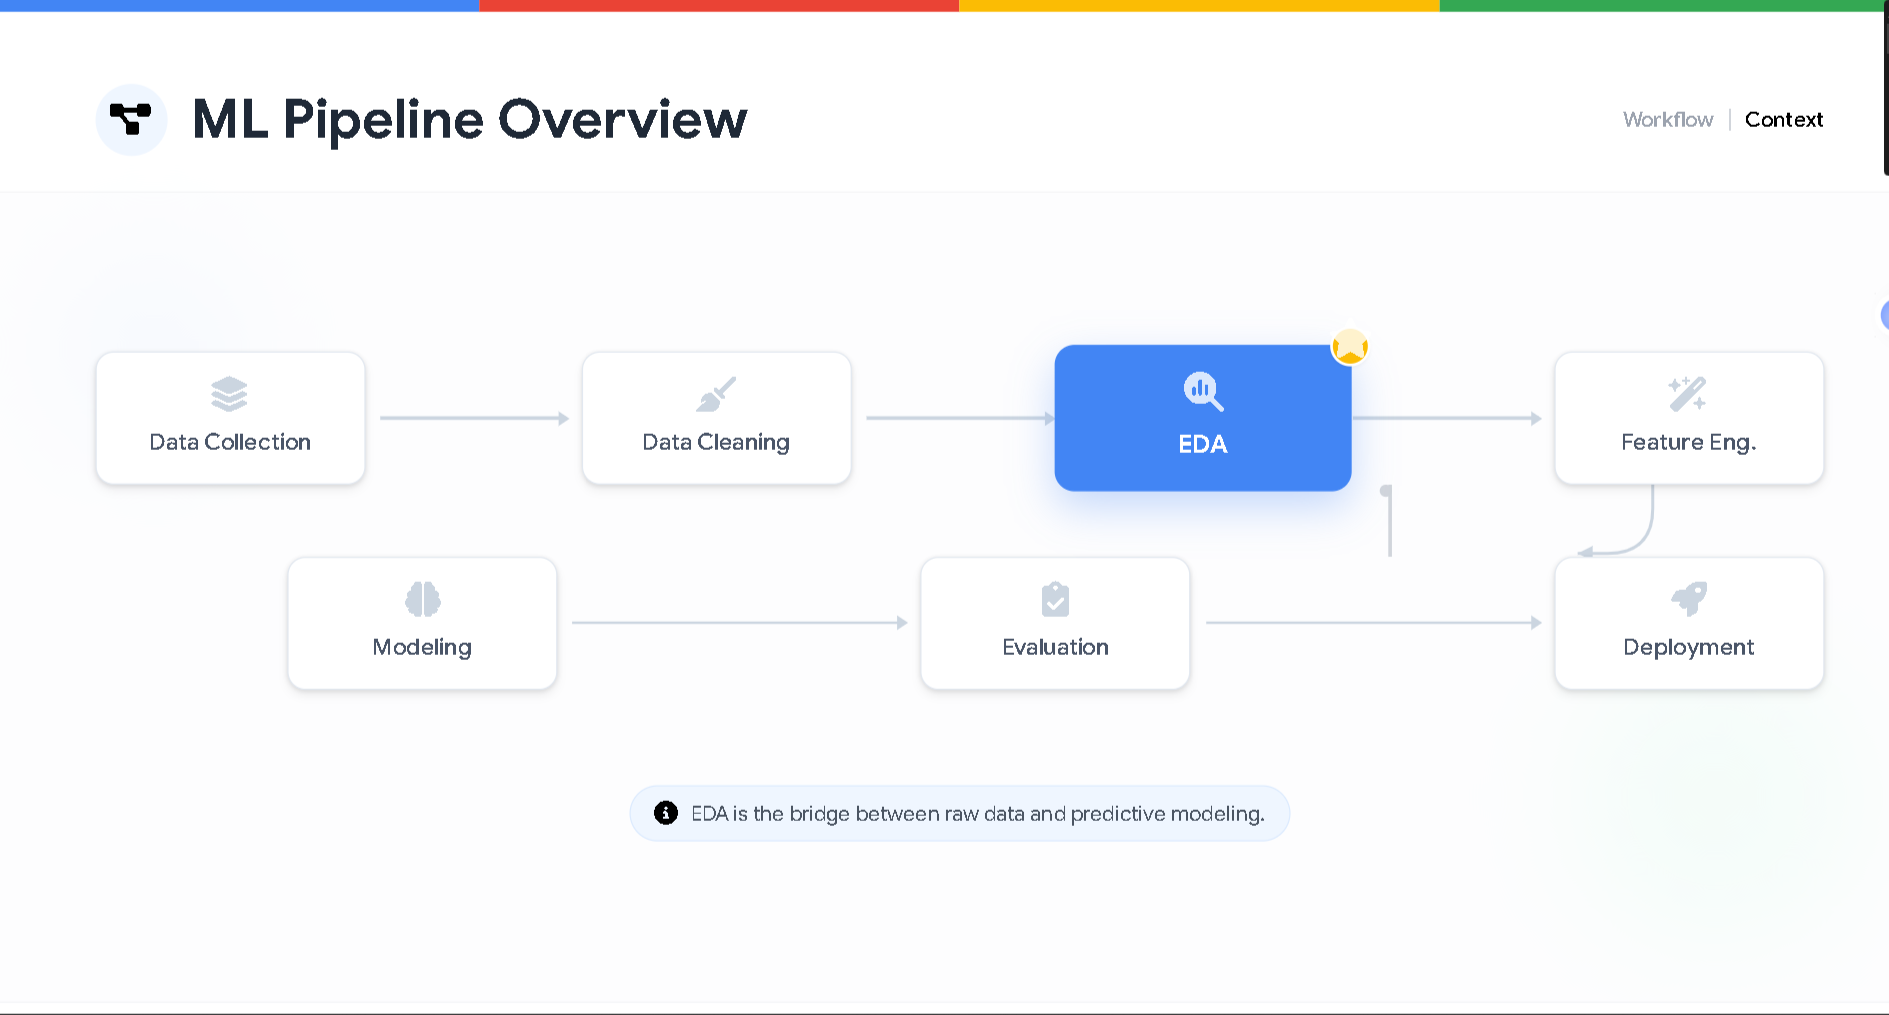 ML Pipeline Overview
Workflow | Context
Data Collection
Data Cleaning
EDA
Feature Eng.
Modeling
Evaluation
Deployment
EDA is the bridge between raw data and predictive modeling.